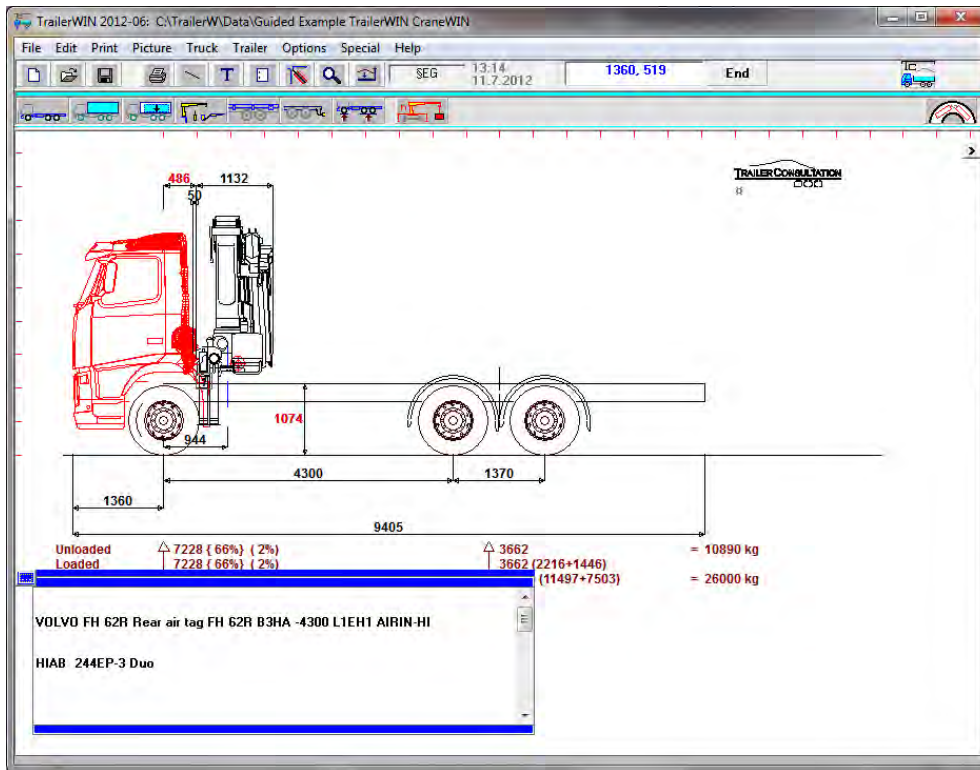 TrailerWIN 2012-06: C:\TrailerW\Data\Guided Example TrailerWIN CraneWIN
File Edit Print Picture Truck Trailer Options Special Help
T SEG 13:14 1360, 519 End
11.7.2012
TRAILER CONSULTATION
486 1132
50
1074
944
4300 1370
1360
9405
Unloaded 7228 { 66%} ( 2%) 3662 = 10890 kg
Loaded 7228 { 66%} ( 2%) 3662 (2216+1446)
(11497+7503) = 26000 kg
VOLVO FH 62R Rear air tag FH 62R B3HA -4300 L1EH1 AIRIN-HI
HIAB 244EP-3 Duo